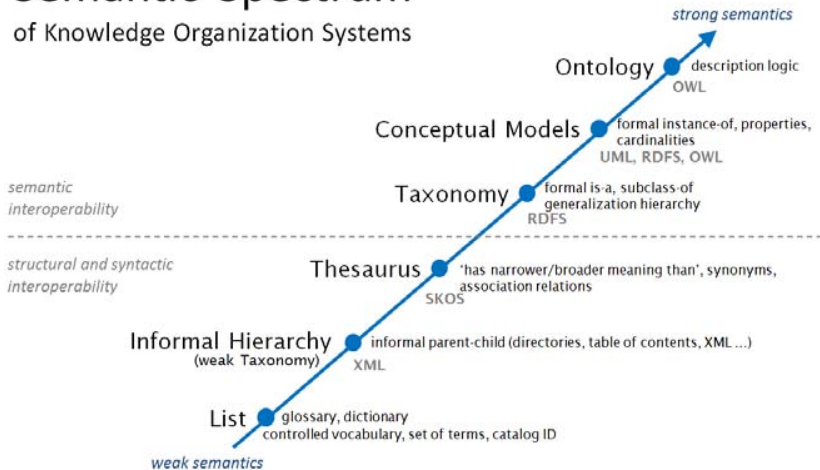 Semantic Spectrum
of Knowledge Organization Systems
strong semantics
Ontology
description logic
OWL
Conceptual Models
formal instance-of, properties,
cardinalities
UML, RDFS, OWL
semantic
interoperability
Taxonomy
formal is-a, subclass-of
generalization hierarchy
RDFS
structural and syntactic
interoperability
Thesaurus
'has narrower/broader meaning than', synonyms,
association relations
SKOS
Informal Hierarchy
(weak Taxonomy)
informal parent-child (directories, table of contents, XML ...)
XML
List
glossary, dictionary
controlled vocabulary, set of terms, catalog ID
weak semantics